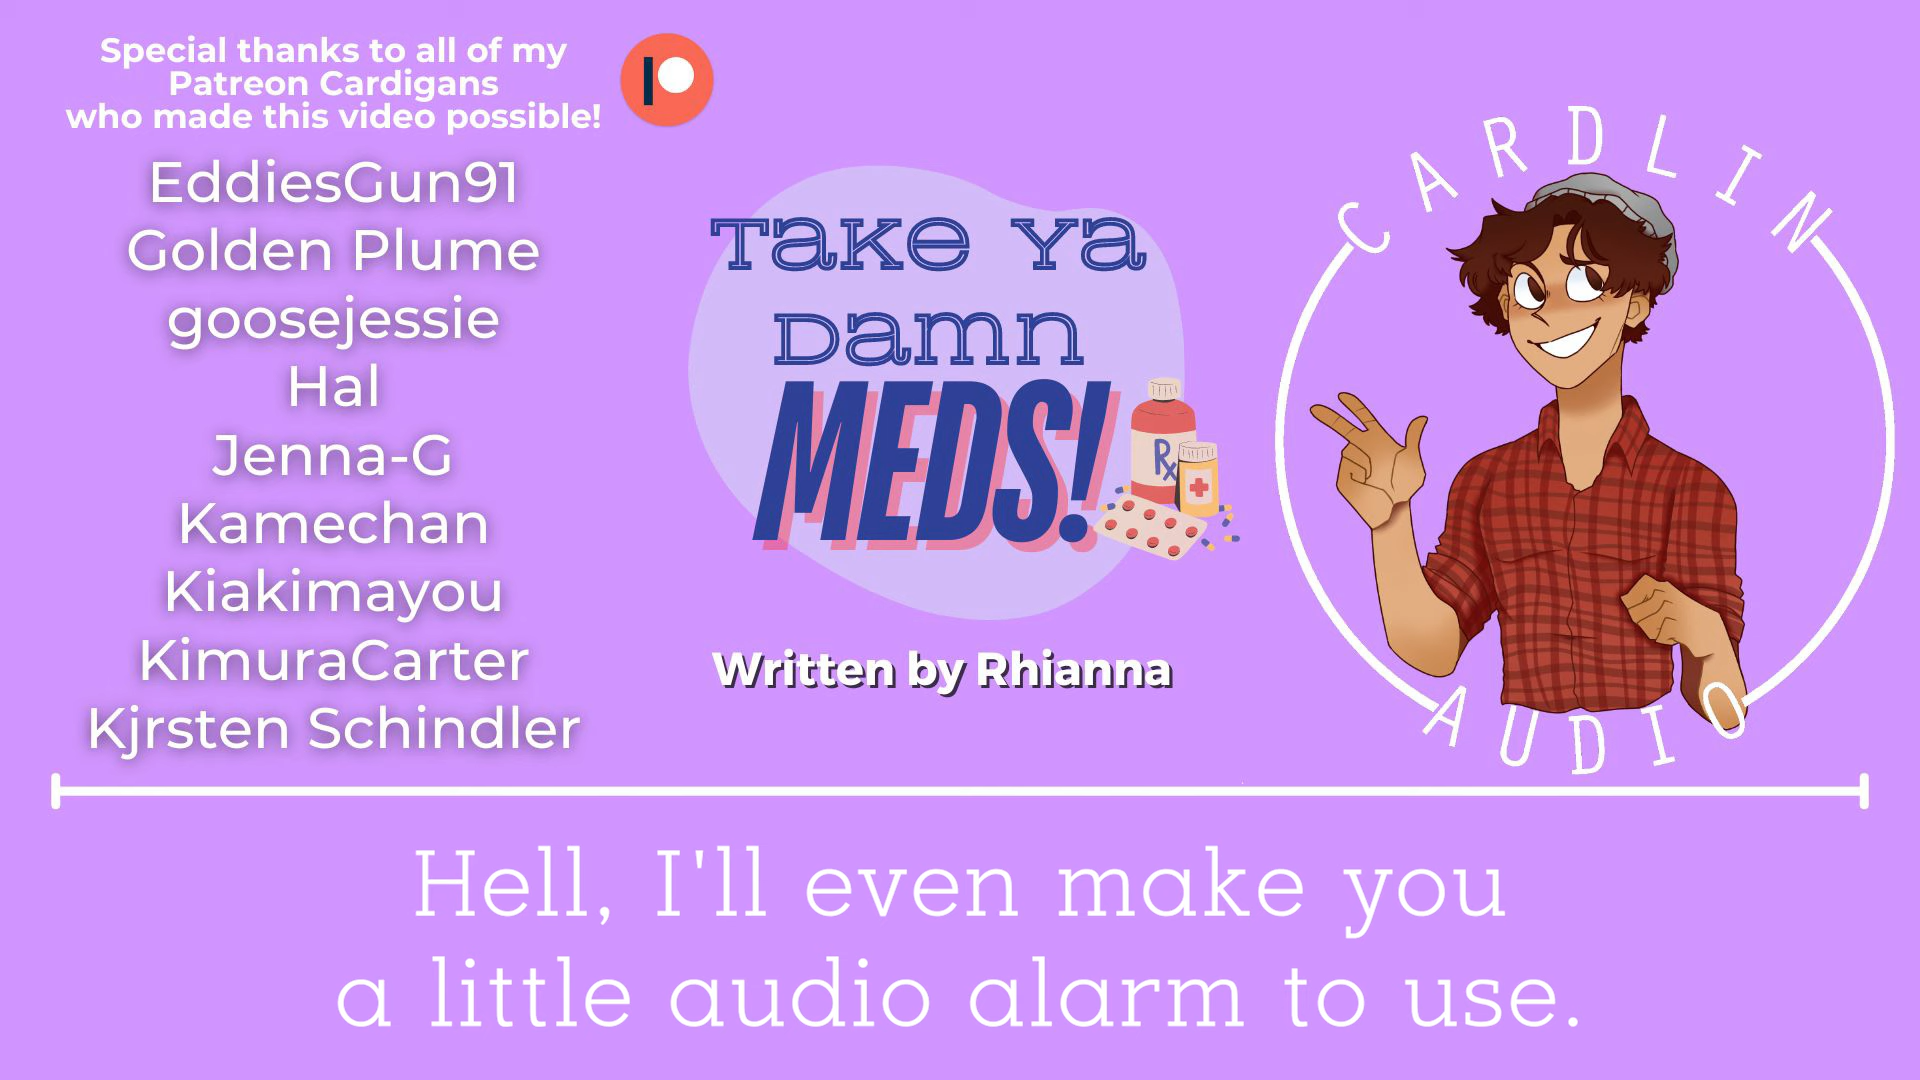 Special thanks to all of my
Patreon Cardigans
who made this video possible!
EddiesGun91
Golden Plume
goosejessie
Hal
Jenna-G
Kamechan
Kiakimayou
KimuraCarter
Kjrsten Schindler
Take Ya
Damn
MEDS!
Rx
Written by Rhianna
CARDLIN
AUDIO
Hell, I'll even make you
a little audio alarm to use.